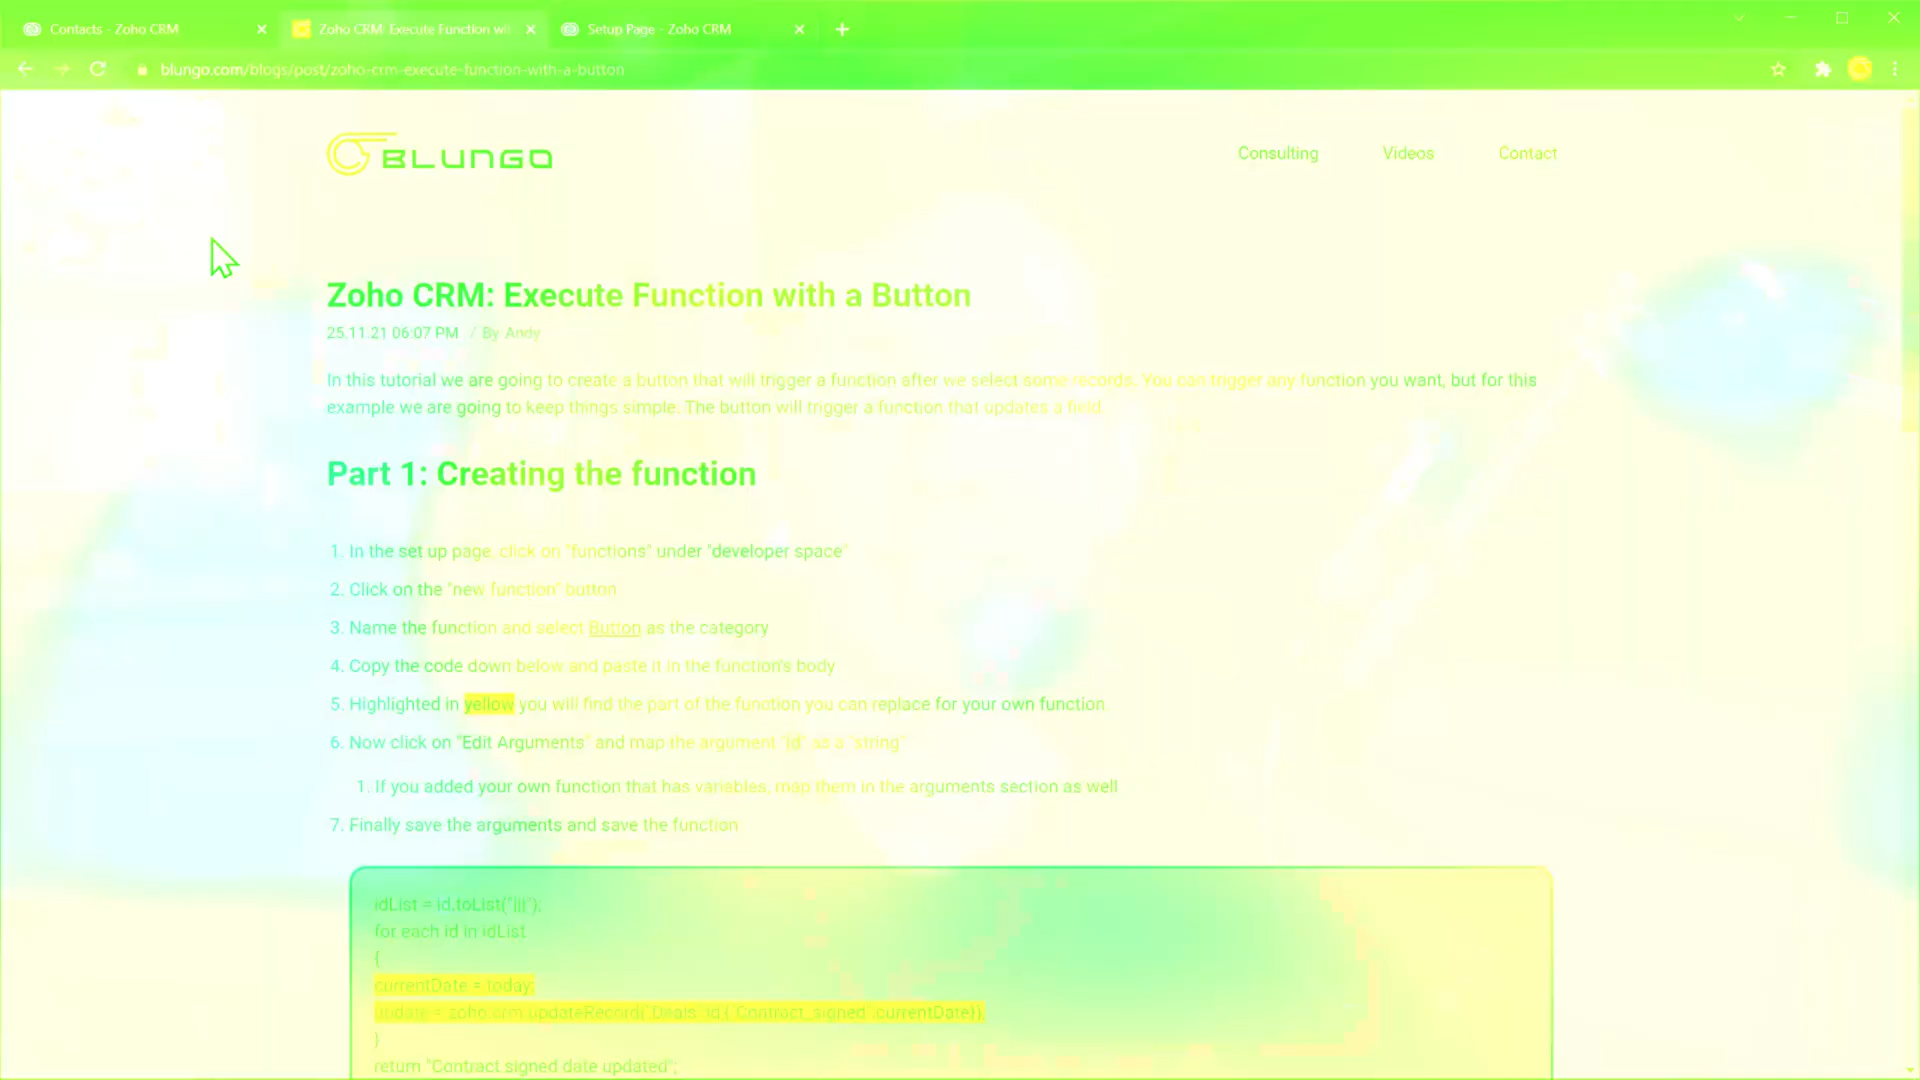 Contacts - Zoho CRM
Zoho CRM: Execute Function wi
Setup Page - Zoho CRM
blungo.com/blogs/post/zoho-crm-execute-function-with-a-button
BLUNGO
Consulting
Videos
Contact
Zoho CRM: Execute Function with a Button
25.11.21 06:07 PM / By Andy
In this tutorial we are going to create a button that will trigger a function after we select some records. You can trigger any function you want, but for this
example we are going to keep things simple. The button will trigger a function that updates a field.
Part 1: Creating the function
1. In the set up page, click on "functions" under "developer space"
2. Click on the "new function" button
3. Name the function and select Button as the category
4. Copy the code down below and paste it in the function's body
5. Highlighted in yellow you will find the part of the function you can replace for your own function.
6. Now click on "Edit Arguments" and map the argument "id" as a "string"
1. If you added your own function that has variables, map them in the arguments section as well
7. Finally save the arguments and save the function
idList = id.toList("|||");
for each id in idList
{
currentDate = today;
update = zoho.crm.updateRecord("Deals",id,{"Contract_signed":currentDate});
}
return "Contract signed date updated";